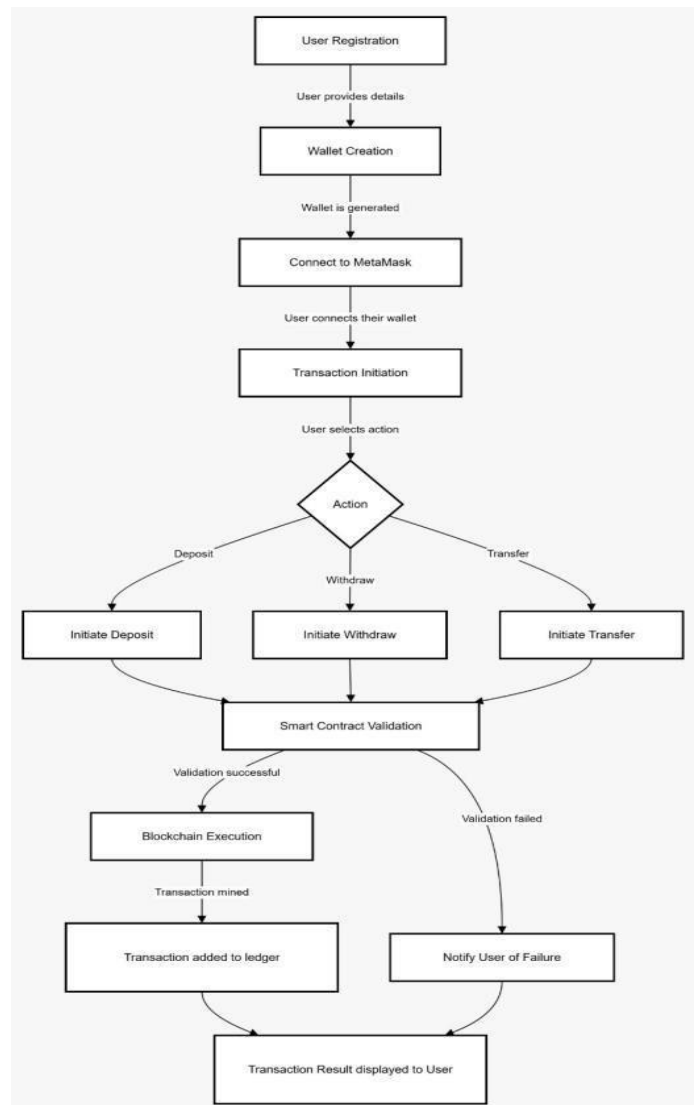 User Registration
User provides details
Wallet Creation
Wallet is generated
Connect to MetaMask
User connects their wallet
Transaction Initiation
User selects action
Action
Deposit
Withdraw
Transfer
Initiate Deposit
Initiate Withdraw
Initiate Transfer
Smart Contract Validation
Validation successful
Validation failed
Blockchain Execution
Transaction mined
Transaction added to ledger
Notify User of Failure
Transaction Result displayed to User